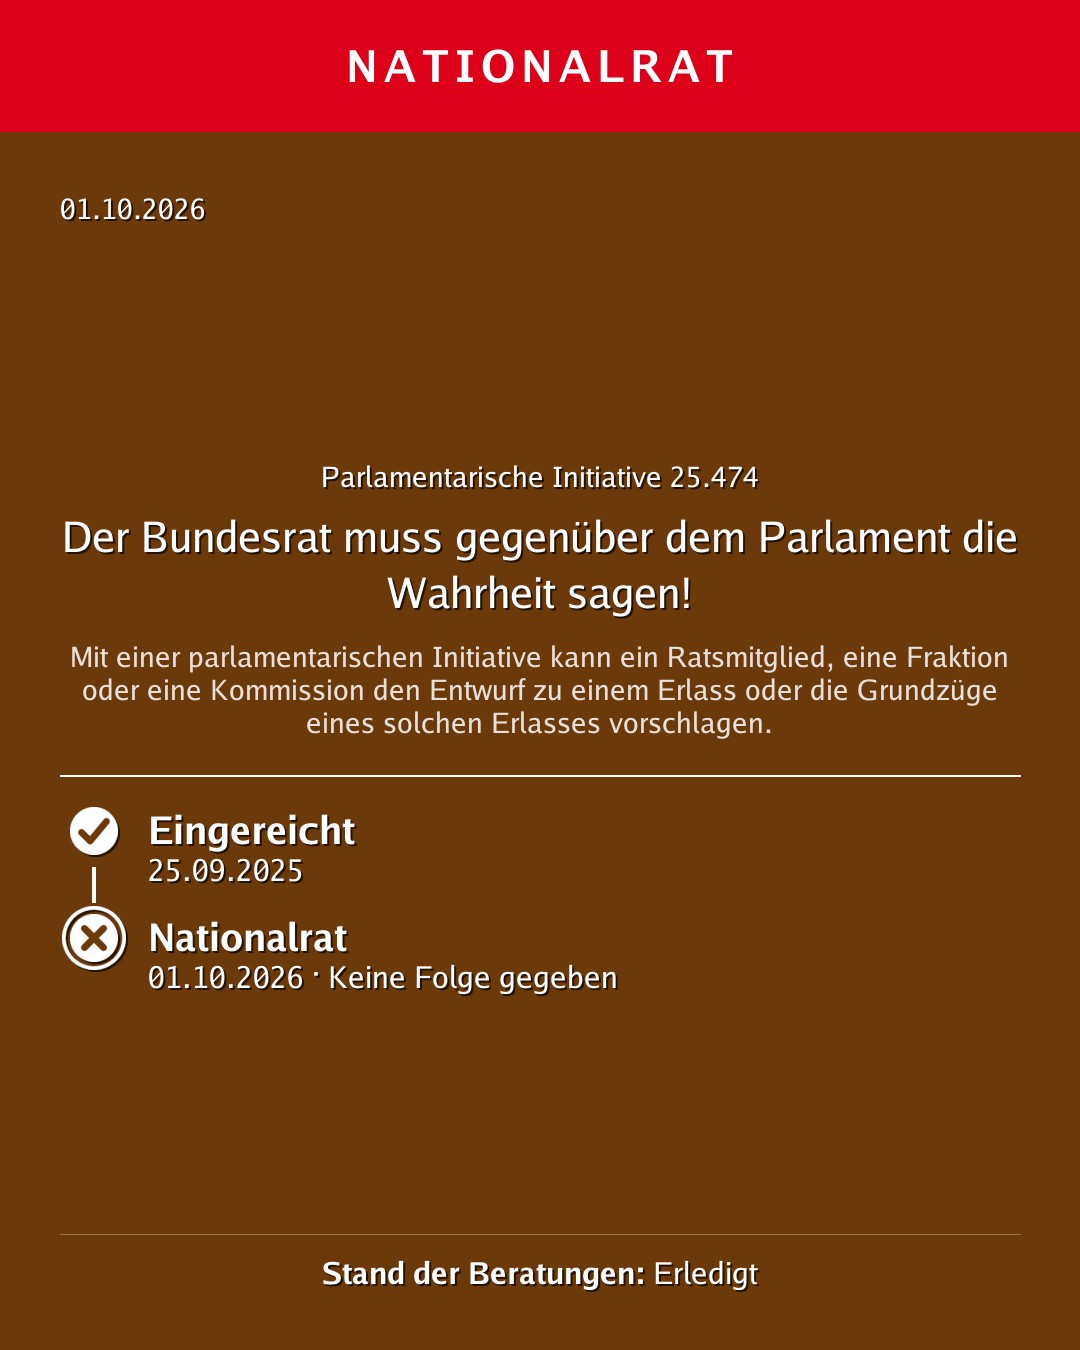 NATIONALRAT
01.10.2026
Parlamentarische Initiative 25.474
Der Bundesrat muss gegenüber dem Parlament die
Wahrheit sagen!
Mit einer parlamentarischen Initiative kann ein Ratsmitglied, eine Fraktion
oder eine Kommission den Entwurf zu einem Erlass oder die Grundzüge
eines solchen Erlasses vorschlagen.
Eingereicht
25.09.2025
Nationalrat
01.10.2026 · Keine Folge gegeben
Stand der Beratungen: Erledigt